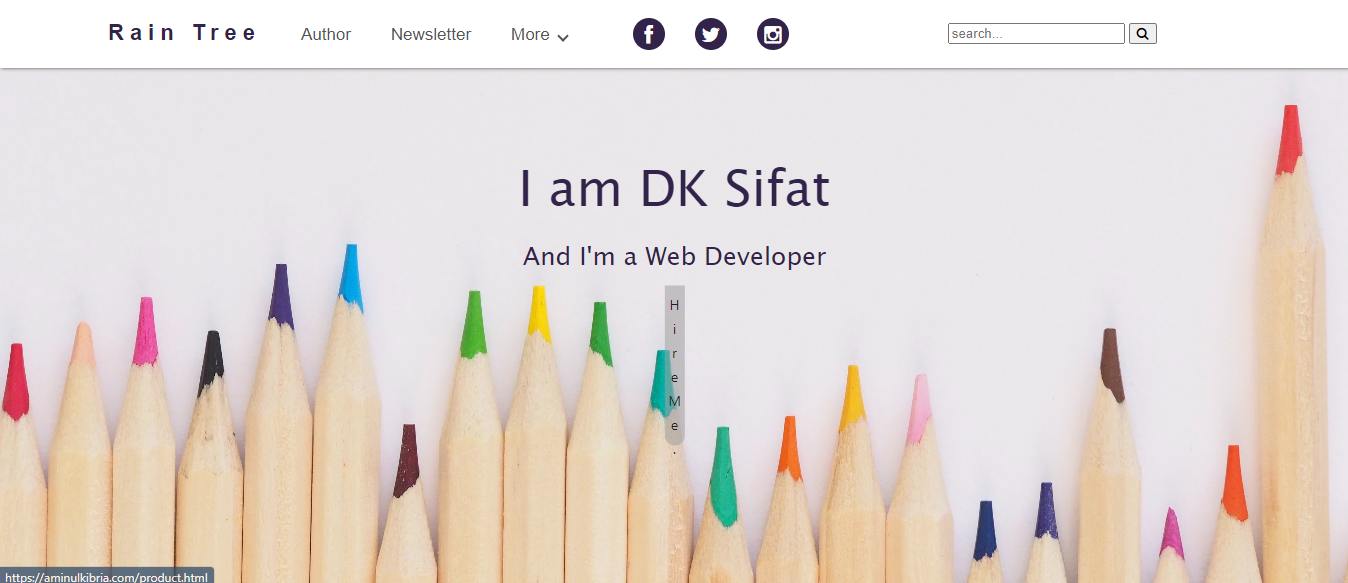 Rain Tree
Author
Newsletter
More
search...
I am DK Sifat
And I'm a Web Developer
H
i
r
e
M
e
.
https://aminulkibria.com/product.html